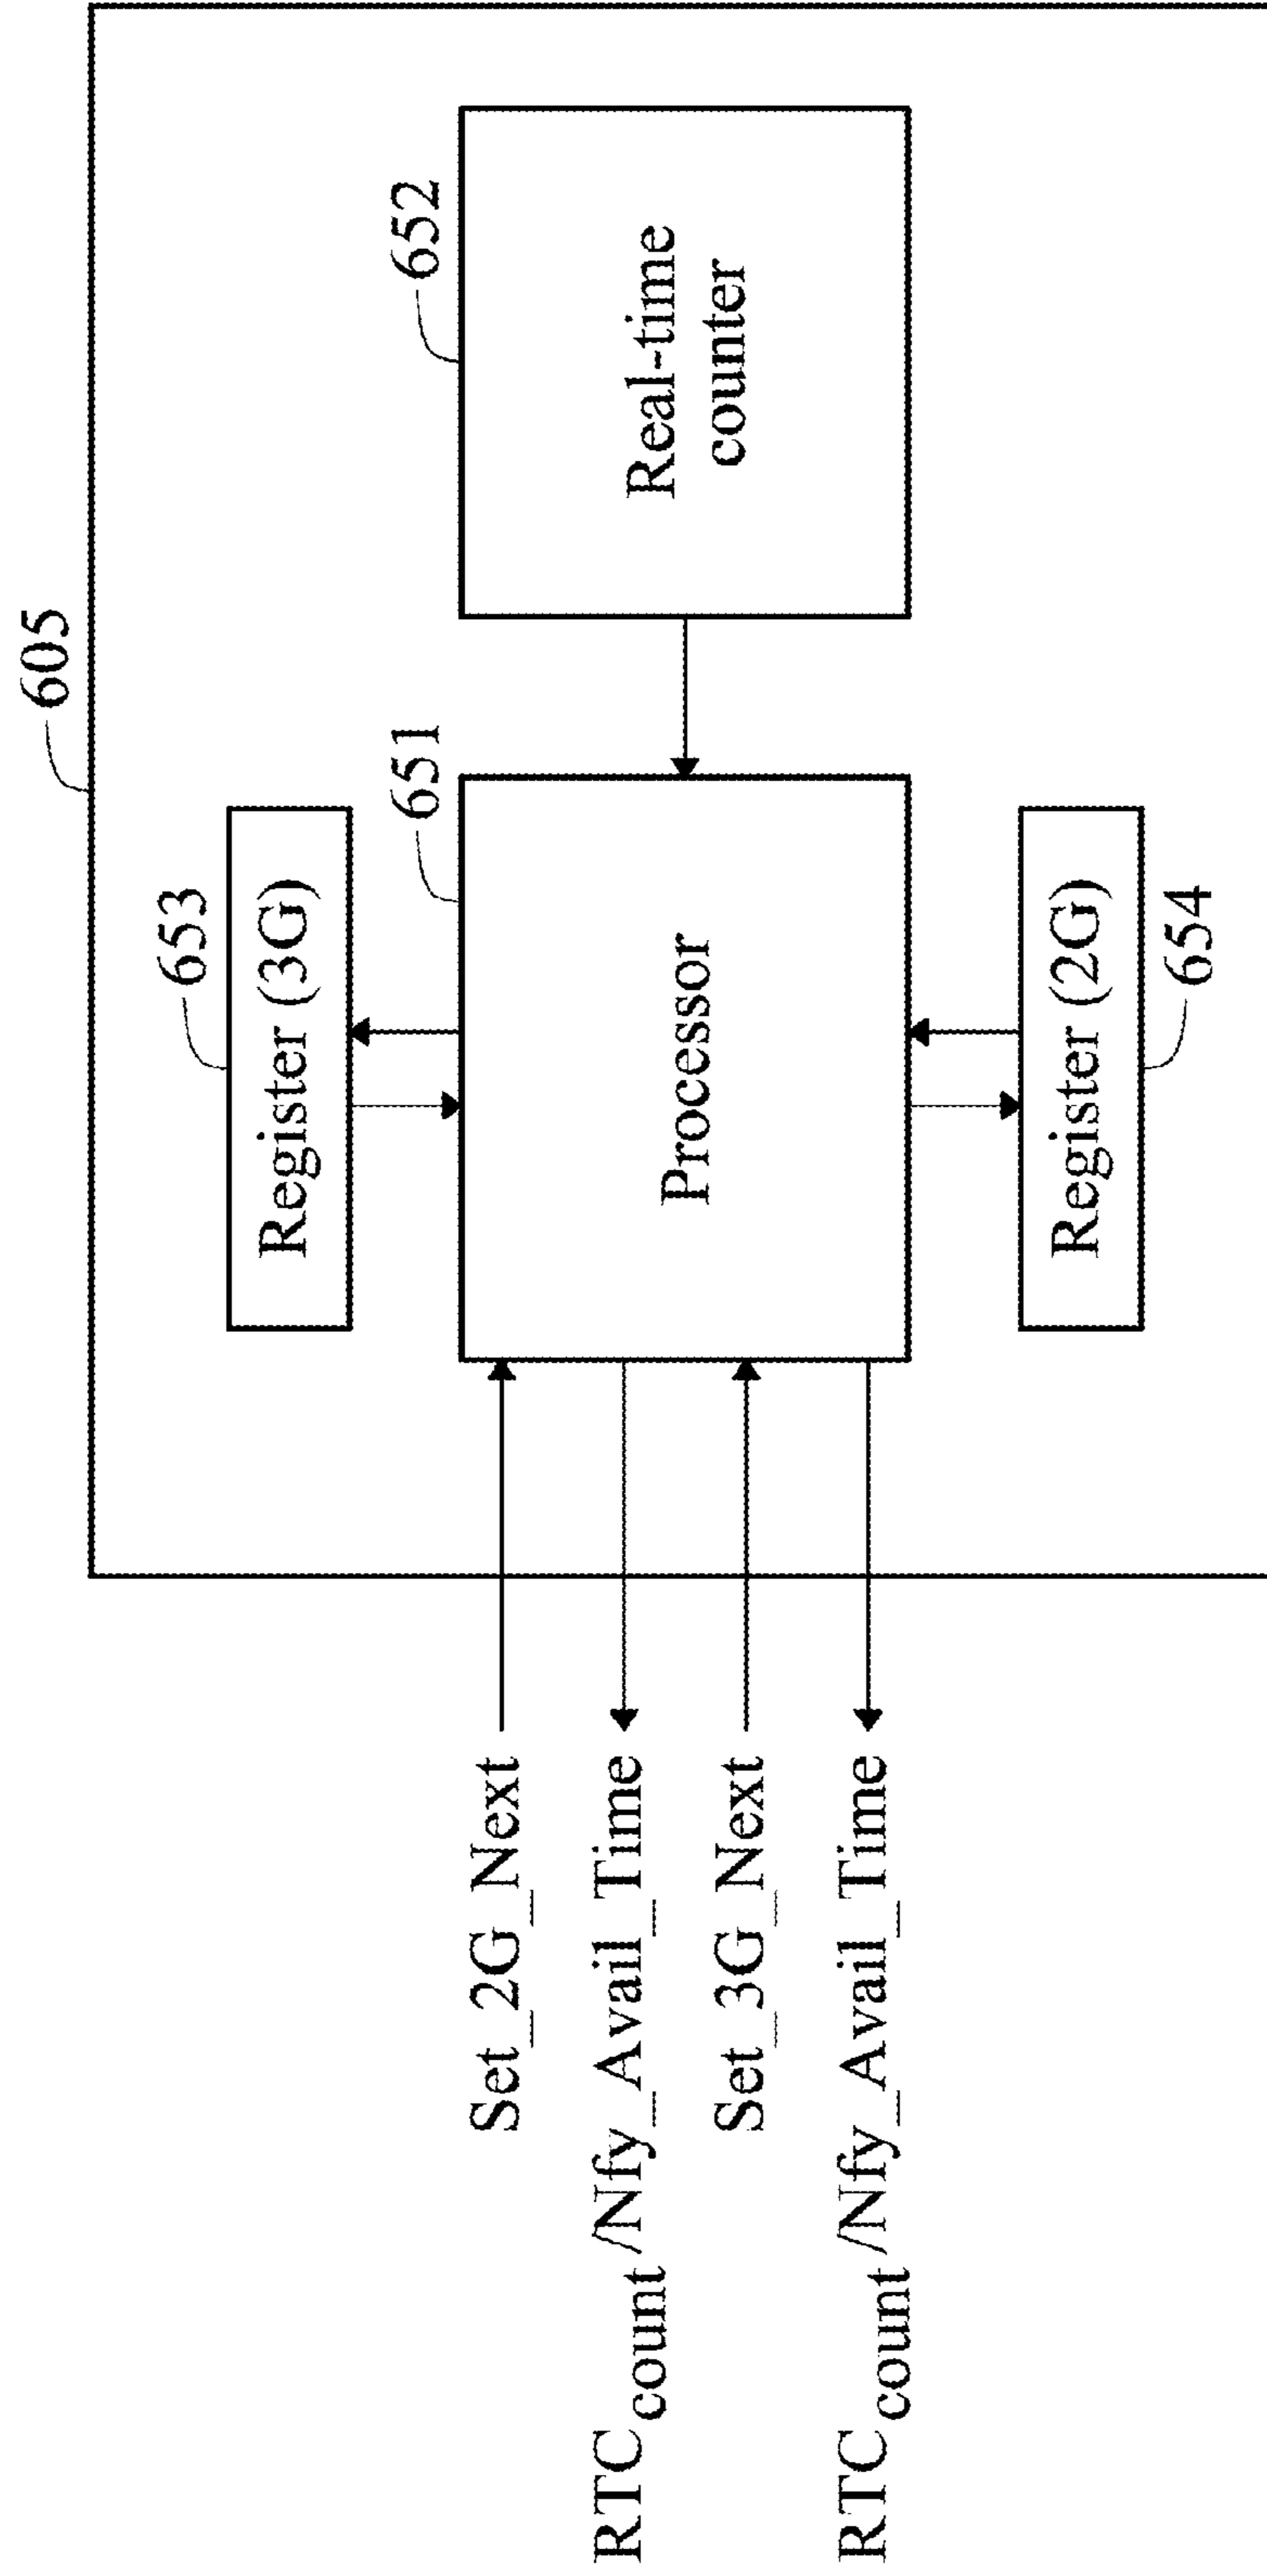 605
653
Register (3G)
651
652
Set_2G_Next
RTCcount/Nfy_Avail_Time
Processor
Real-time
counter
Set_3G_Next
RTCcount/Nfy_Avail_Time
Register (2G)
654